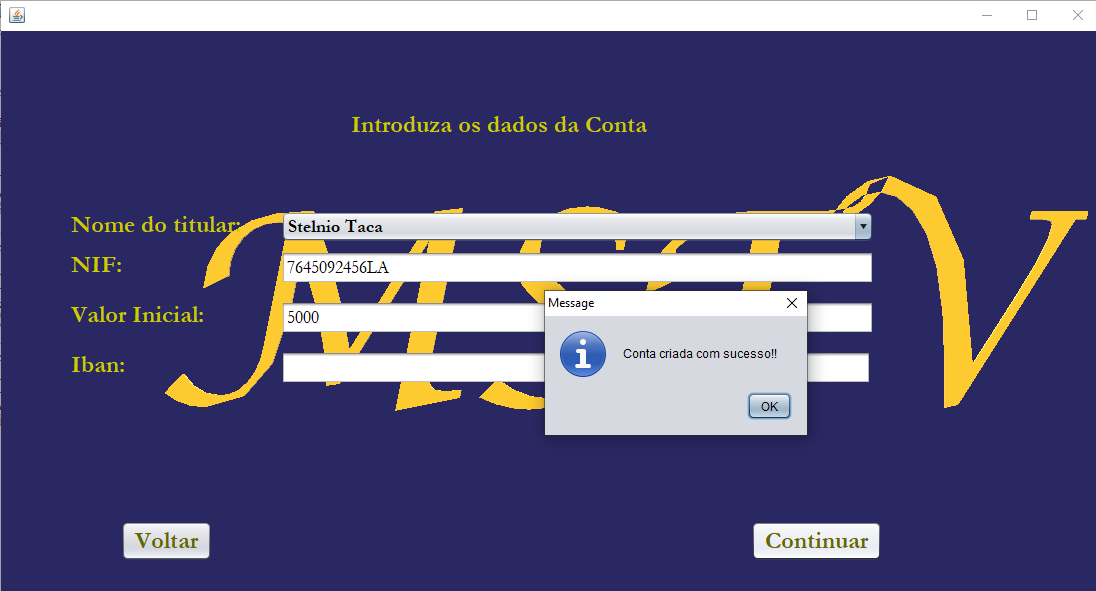 Introduza os dados da Conta
Nome do titular: Stelnio Taca
NIF: 7645092456LA
Valor Inicial: 5000
Iban:
Message
Conta criada com sucesso!!
OK
Voltar Continuar